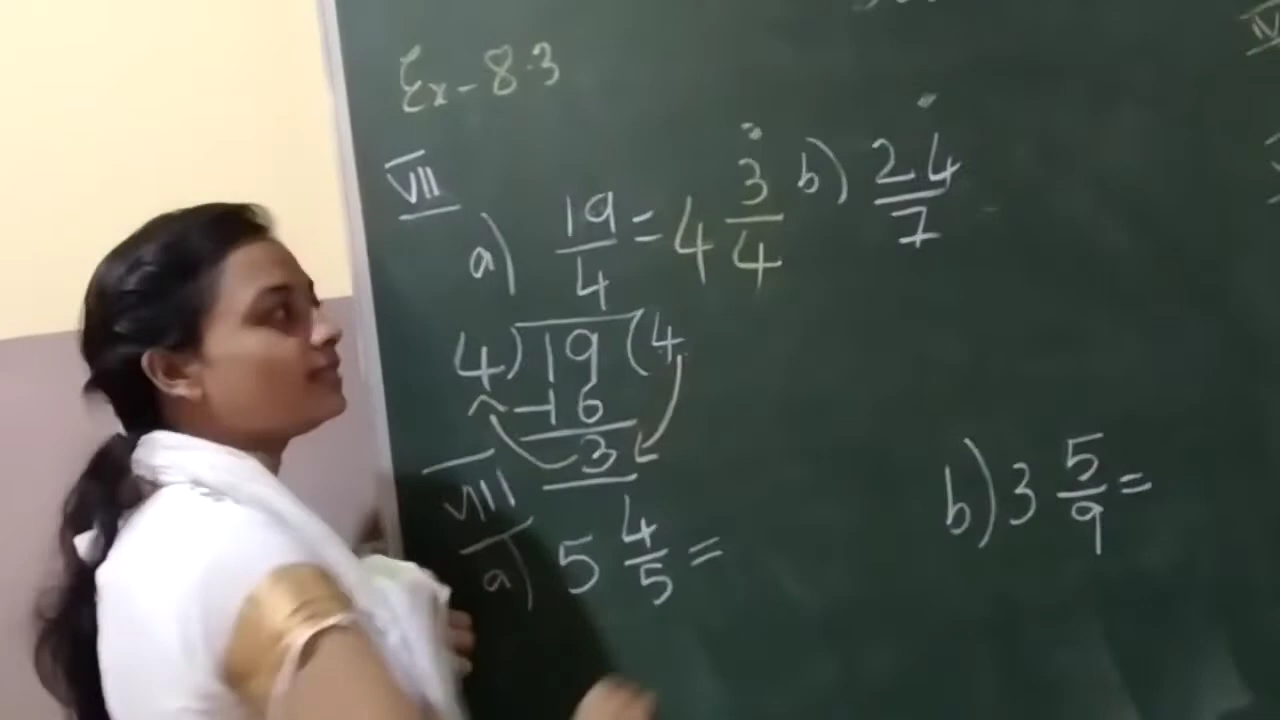 Ex - 8.3
VII
a) 19/4 = 4 3/4
b) 24/7
4) 19 (4
-16
3
VIII
a) 5 4/5 =
b) 3 5/9 =